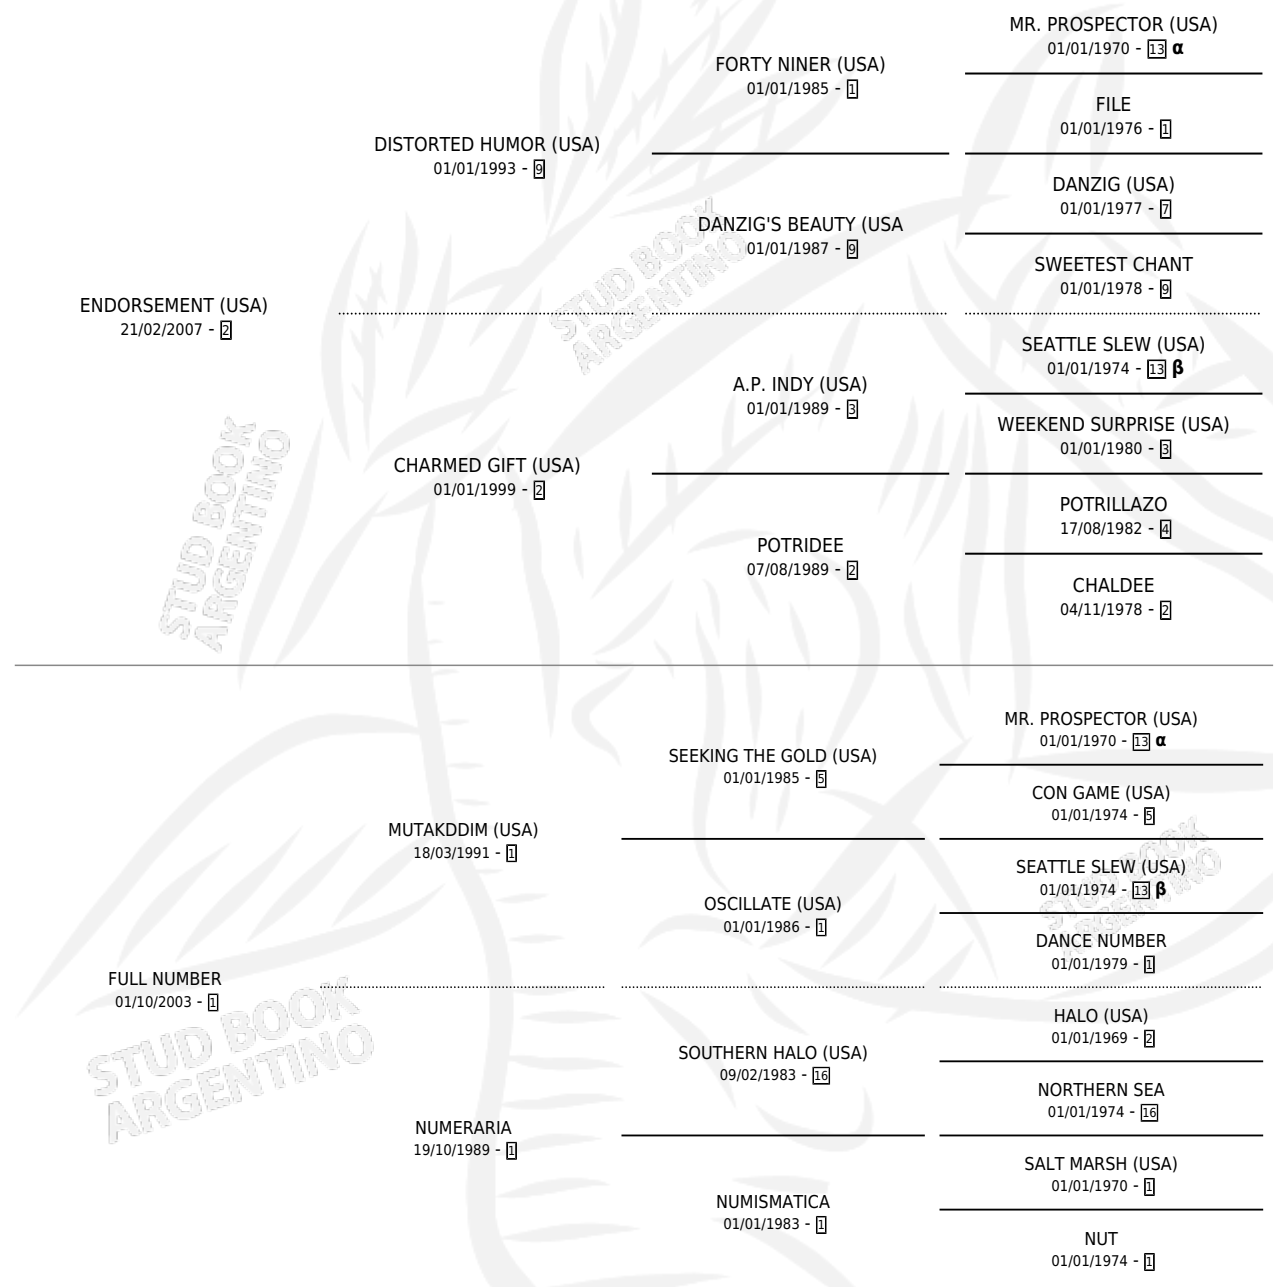 MR. PROSPECTOR (USA)
01/01/1970 - 13 α
FORTY NINER (USA)
01/01/1985 - 1
FILE
01/01/1976 - 1
DISTORTED HUMOR (USA)
01/01/1993 - 9
DANZIG (USA)
01/01/1977 - 7
DANZIG'S BEAUTY (USA
01/01/1987 - 9
SWEETEST CHANT
01/01/1978 - 9
ENDORSEMENT (USA)
21/02/2007 - 2
SEATTLE SLEW (USA)
01/01/1974 - 13 β
A.P. INDY (USA)
01/01/1989 - 3
WEEKEND SURPRISE (USA)
01/01/1980 - 3
CHARMED GIFT (USA)
01/01/1999 - 2
POTRILLAZO
17/08/1982 - 4
POTRIDEE
07/08/1989 - 2
CHALDEE
04/11/1978 - 2
STUD BOOK
ARGENTINO
STUD BOOK
ARGENTINO
MR. PROSPECTOR (USA)
01/01/1970 - 13 α
SEEKING THE GOLD (USA)
01/01/1985 - 5
CON GAME (USA)
01/01/1974 - 5
MUTAKDDIM (USA)
18/03/1991 - 1
SEATTLE SLEW (USA)
01/01/1974 - 13 β
OSCILLATE (USA)
01/01/1986 - 1
DANCE NUMBER
01/01/1979 - 1
FULL NUMBER
01/10/2003 - 1
HALO (USA)
01/01/1969 - 2
SOUTHERN HALO (USA)
09/02/1983 - 16
NORTHERN SEA
01/01/1974 - 16
NUMERARIA
19/10/1989 - 1
SALT MARSH (USA)
01/01/1970 - 1
NUMISMATICA
01/01/1983 - 1
NUT
01/01/1974 - 1
STUD BOOK
ARGENTINO
STUD BOOK
ARGENTINO